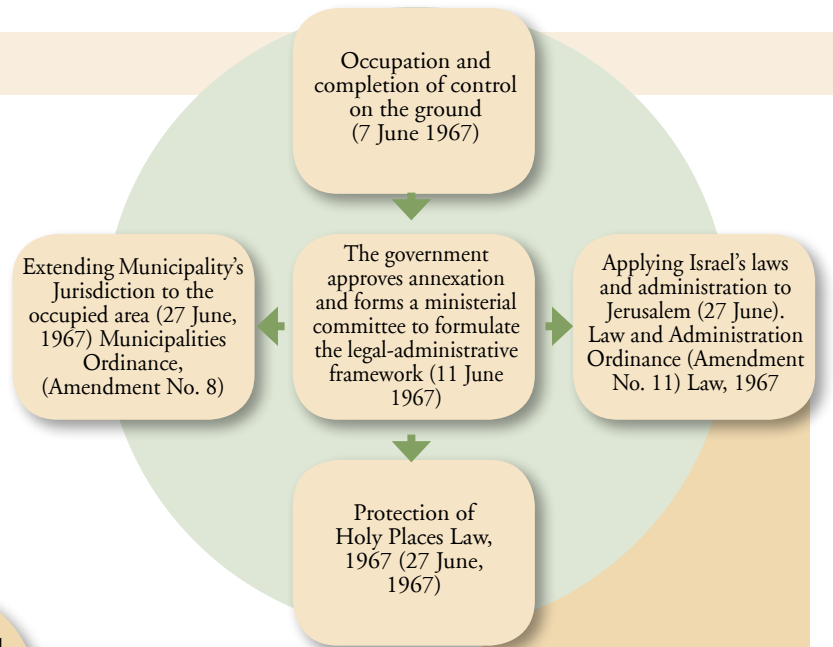 Occupation and
completion of control
on the ground
(7 June 1967)
Extending Municipality's
Jurisdiction to the
occupied area (27 June,
1967) Municipalities
Ordinance,
(Amendment No. 8)
The government
approves annexation
and forms a ministerial
committee to formulate
the legal-administrative
framework (11 June
1967)
Applying Israel's laws
and administration to
Jerusalem (27 June).
Law and Administration
Ordinance (Amendment
No. 11) Law, 1967
Protection of
Holy Places Law,
1967 (27 June,
1967)